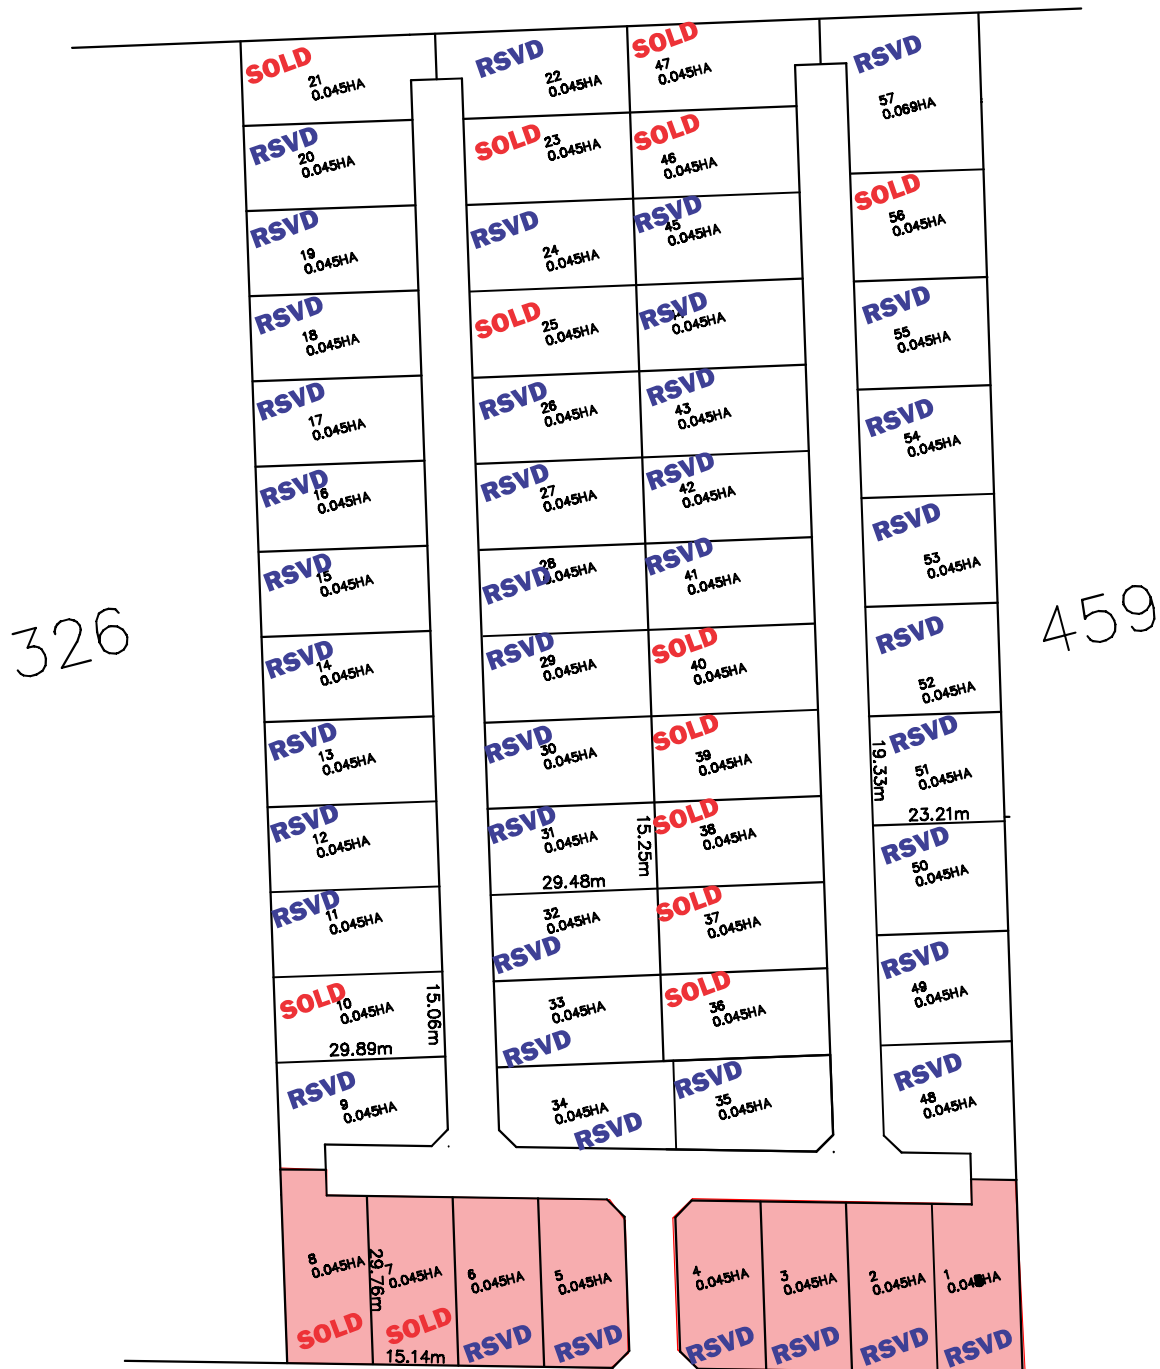 SOLD
21
0.045HA
RSVD
22
0.045HA
SOLD
47
0.045HA
RSVD
57
0.069HA
RSVD
20
0.045HA
SOLD
23
0.045HA
SOLD
46
0.045HA
SOLD
56
0.045HA
RSVD
19
0.045HA
RSVD
24
0.045HA
RSVD
45
0.045HA
RSVD
18
0.045HA
SOLD
25
0.045HA
RSVD
0.045HA
RSVD
55
0.045HA
RSVD
17
0.045HA
RSVD
26
0.045HA
RSVD
43
0.045HA
RSVD
54
0.045HA
RSVD
16
0.045HA
RSVD
27
0.045HA
RSVD
42
0.045HA
RSVD
53
0.045HA
RSVD
15
0.045HA
RSVD
28
0.045HA
RSVD
41
0.045HA
326
459
RSVD
14
0.045HA
RSVD
29
0.045HA
SOLD
40
0.045HA
RSVD
52
0.045HA
RSVD
13
0.045HA
RSVD
30
0.045HA
SOLD
39
0.045HA
RSVD
51
0.045HA
19.33m
23.21m
RSVD
12
0.045HA
RSVD
31
0.045HA
15.25m
29.48m
SOLD
38
0.045HA
RSVD
50
0.045HA
RSVD
11
0.045HA
32
0.045HA
RSVD
SOLD
37
0.045HA
RSVD
49
0.045HA
SOLD
10
0.045HA
15.06m
29.89m
33
0.045HA
RSVD
SOLD
36
0.045HA
RSVD
9
0.045HA
34
0.045HA
RSVD
RSVD
35
0.045HA
RSVD
48
0.045HA
8
0.045HA
SOLD
29.76m
7
0.045HA
SOLD
15.14m
6
0.045HA
RSVD
5
0.045HA
RSVD
4
0.045HA
RSVD
3
0.045HA
RSVD
2
0.045HA
RSVD
1
RSVD